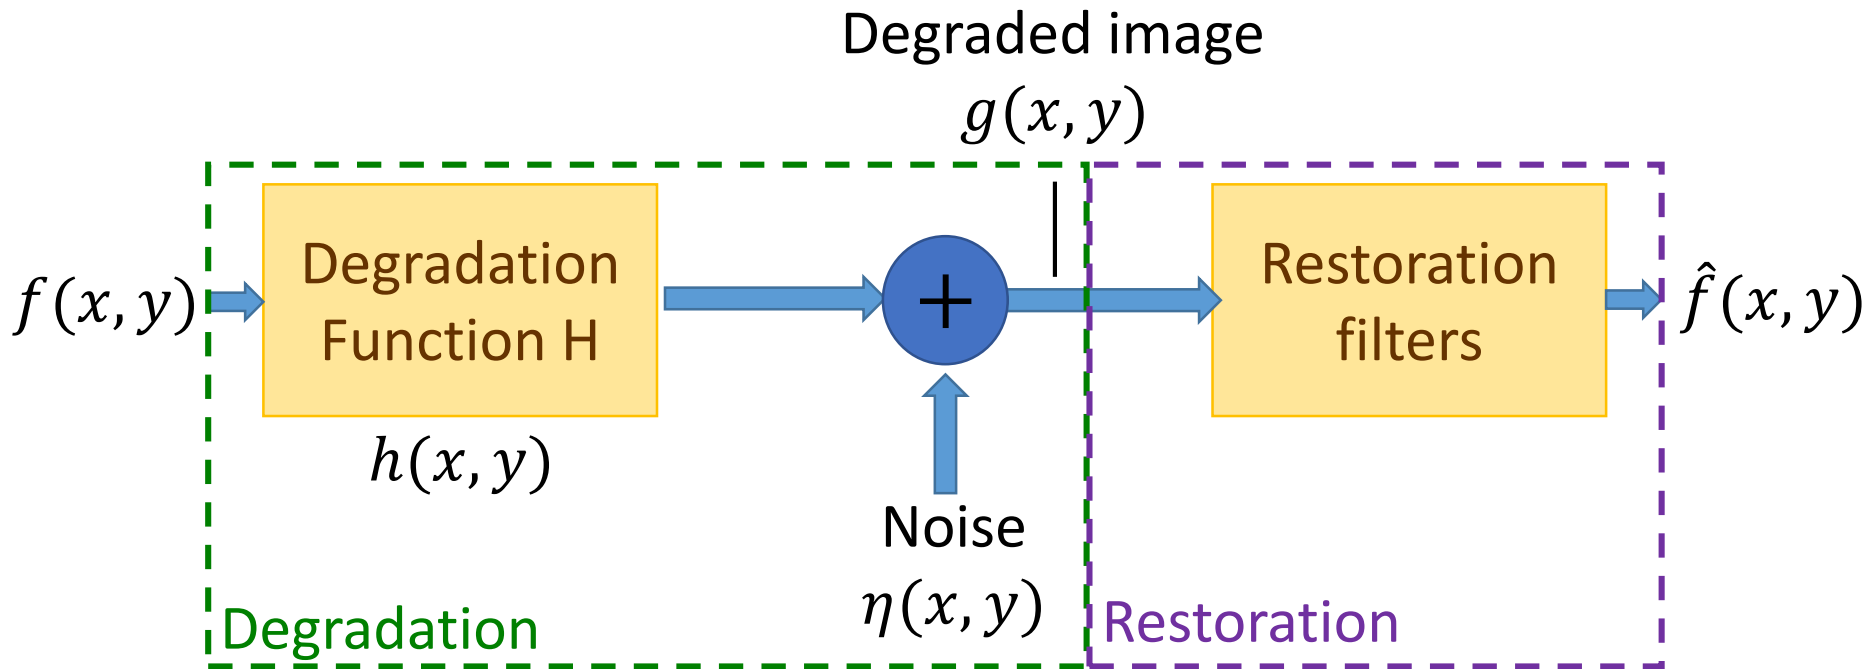 Degraded image
g(x, y)
f(x, y)
Degradation
Function H
h(x, y)
+
Noise
η(x, y)
Restoration
filters
f̂(x, y)
Degradation
Restoration